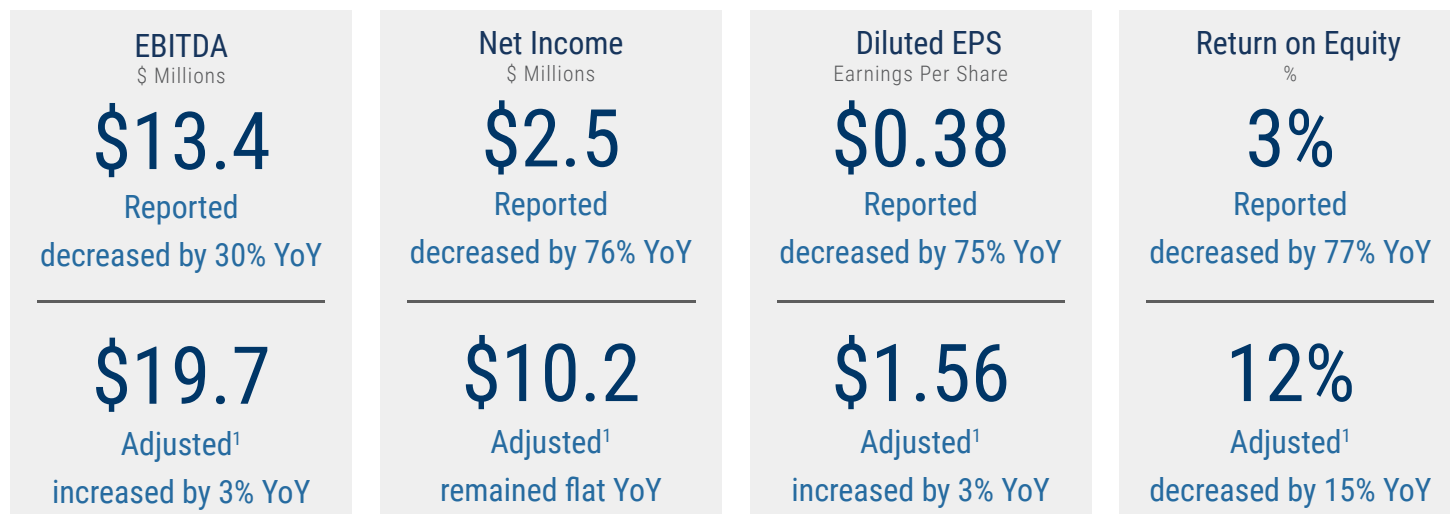 EBITDA
$ Millions
$13.4
Reported
decreased by 30% YoY
$19.7
Adjusted¹
increased by 3% YoY
Net Income
$ Millions
$2.5
Reported
decreased by 76% YoY
$10.2
Adjusted¹
remained flat YoY
Diluted EPS
Earnings Per Share
$0.38
Reported
decreased by 75% YoY
$1.56
Adjusted¹
increased by 3% YoY
Return on Equity
%
3%
Reported
decreased by 77% YoY
12%
Adjusted¹
decreased by 15% YoY